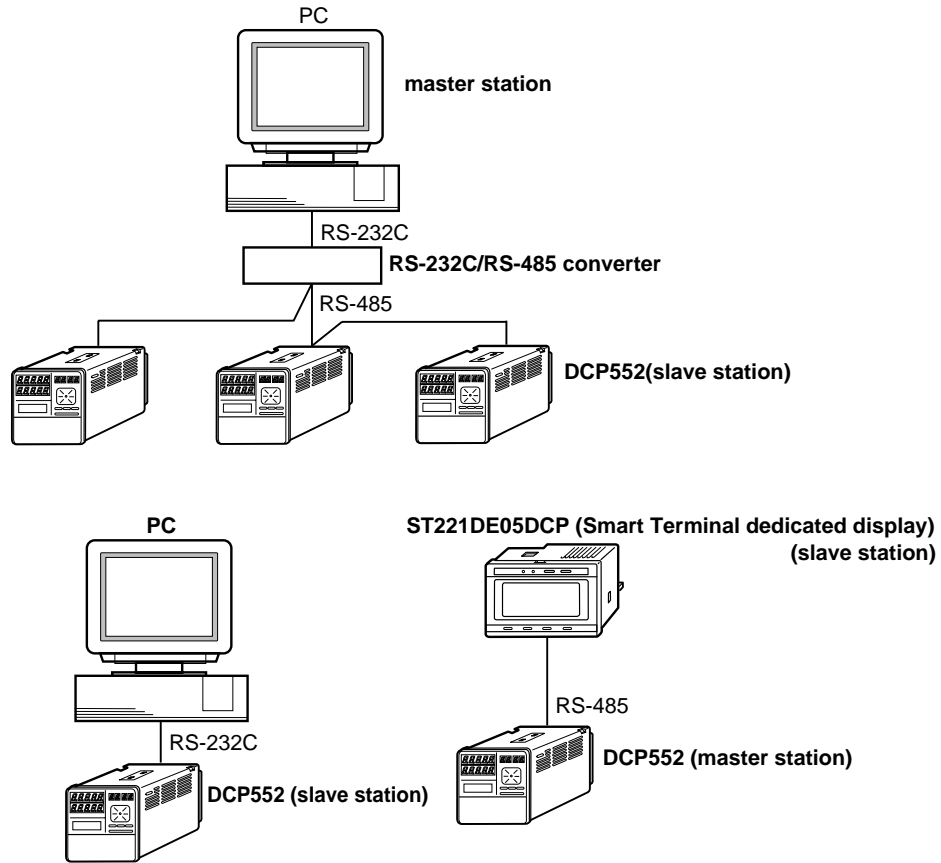 PC
master station
RS-232C
RS-232C/RS-485 converter
RS-485
DCP552(slave station)
PC
ST221DE05DCP (Smart Terminal dedicated display)
(slave station)
RS-232C
DCP552 (slave station)
RS-485
DCP552 (master station)